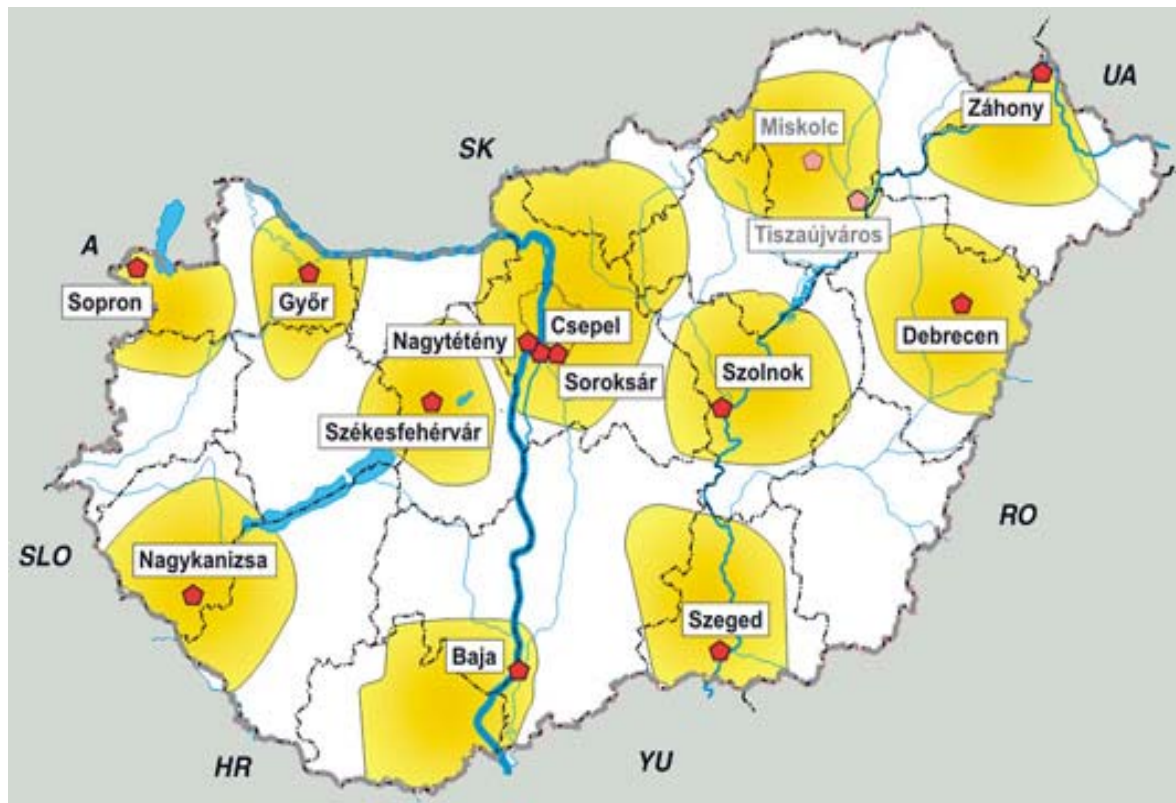 UA
Záhony
Miskolc
SK
Tiszaújváros
A
Sopron
Győr
Csepel
Nagytétény
Debrecen
Soroksár
Szolnok
Székesfehérvár
RO
SLO
Nagykanizsa
Szeged
Baja
HR
YU